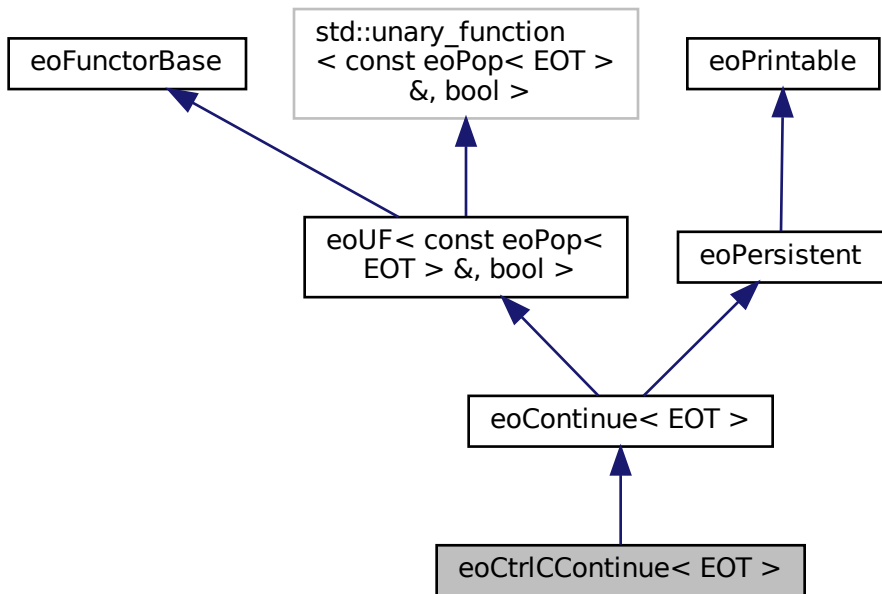 eoFunctorBase
std::unary_function
< const eoPop< EOT >
&, bool >
eoPrintable
eoUF< const eoPop<
EOT > &, bool >
eoPersistent
eoContinue< EOT >
eoCtrlCContinue< EOT >